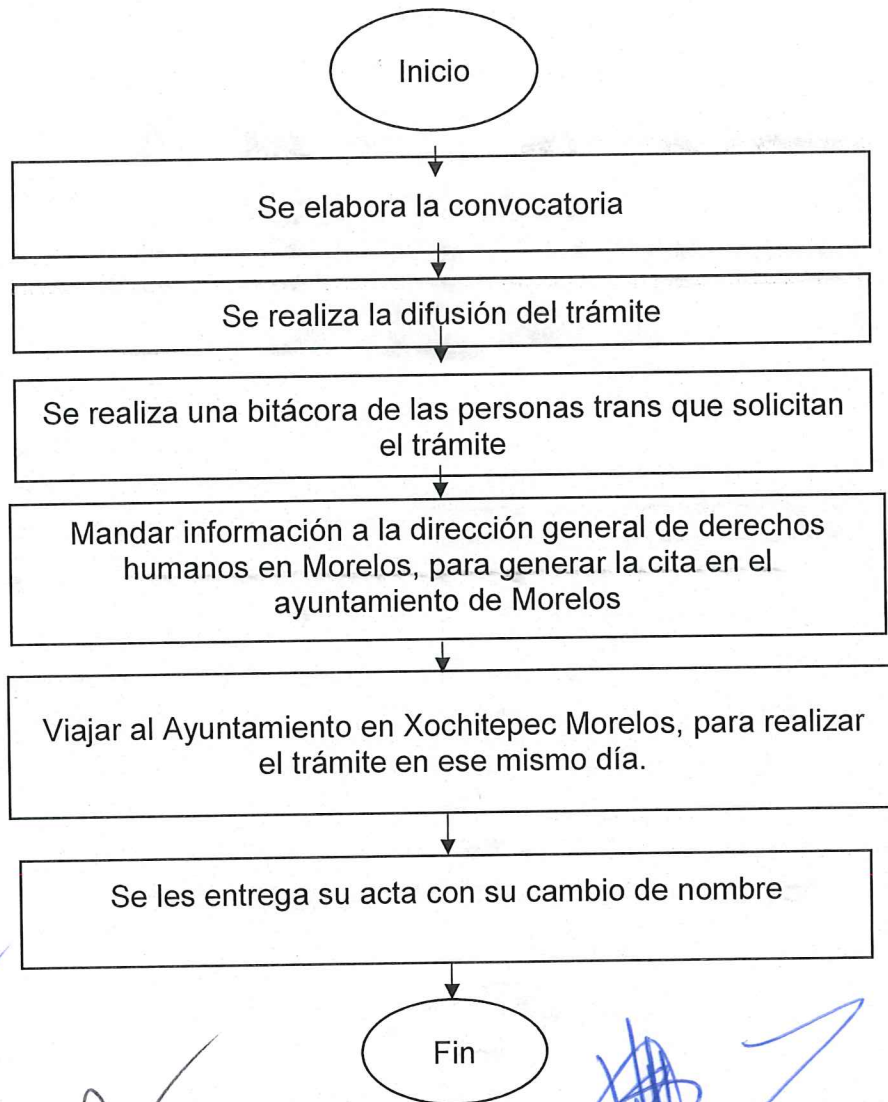 Inicio
Se elabora la convocatoria
Se realiza la difusión del trámite
Se realiza una bitácora de las personas trans que solicitan
el trámite
Mandar información a la dirección general de derechos
humanos en Morelos, para generar la cita en el
ayuntamiento de Morelos
Viajar al Ayuntamiento en Xochitepec Morelos, para realizar
el trámite en ese mismo día.
Se les entrega su acta con su cambio de nombre
Fin